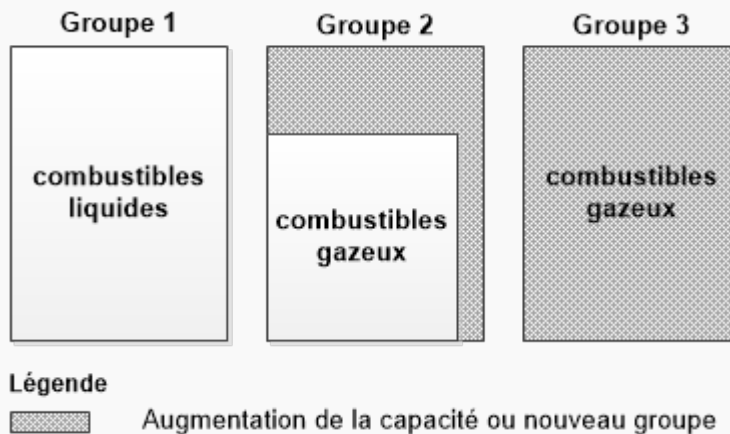 Groupe 1
Groupe 2
Groupe 3
combustibles
liquides
combustibles
gazeux
combustibles
gazeux
Légende
Augmentation de la capacité ou nouveau groupe